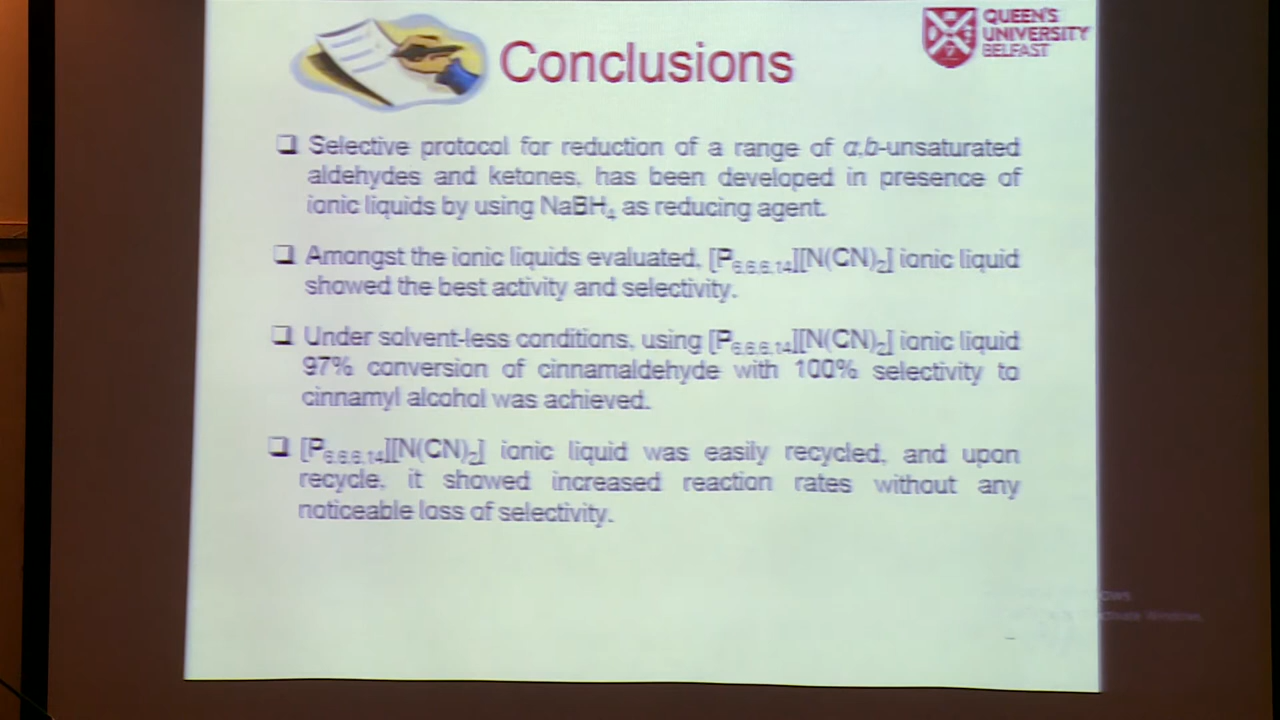 QUEEN'S
UNIVERSITY
BELFAST
Conclusions
❑ Selective protocol for reduction of a range of α,b-unsaturated
aldehydes and ketones, has been developed in presence of
ionic liquids by using NaBH₄ as reducing agent.
❑ Amongst the ionic liquids evaluated, [P₆.₆.₆.₁₄][N(CN)₂] ionic liquid
showed the best activity and selectivity.
❑ Under solvent-less conditions, using [P₆.₆.₆.₁₄][N(CN)₂] ionic liquid
97% conversion of cinnamaldehyde with 100% selectivity to
cinnamyl alcohol was achieved.
❑ [P₆.₆.₆.₁₄][N(CN)₂] ionic liquid was easily recycled, and upon
recycle, it showed increased reaction rates without any
noticeable loss of selectivity.